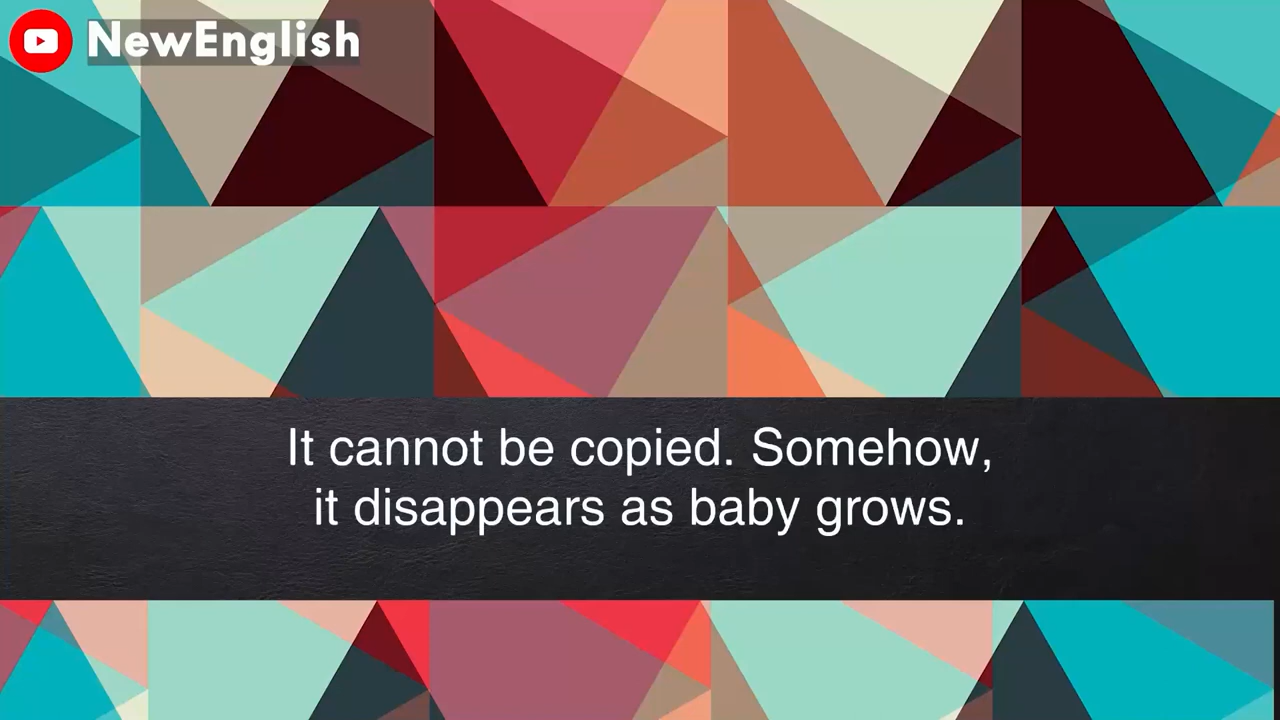 NewEnglish
It cannot be copied. Somehow,
it disappears as baby grows.